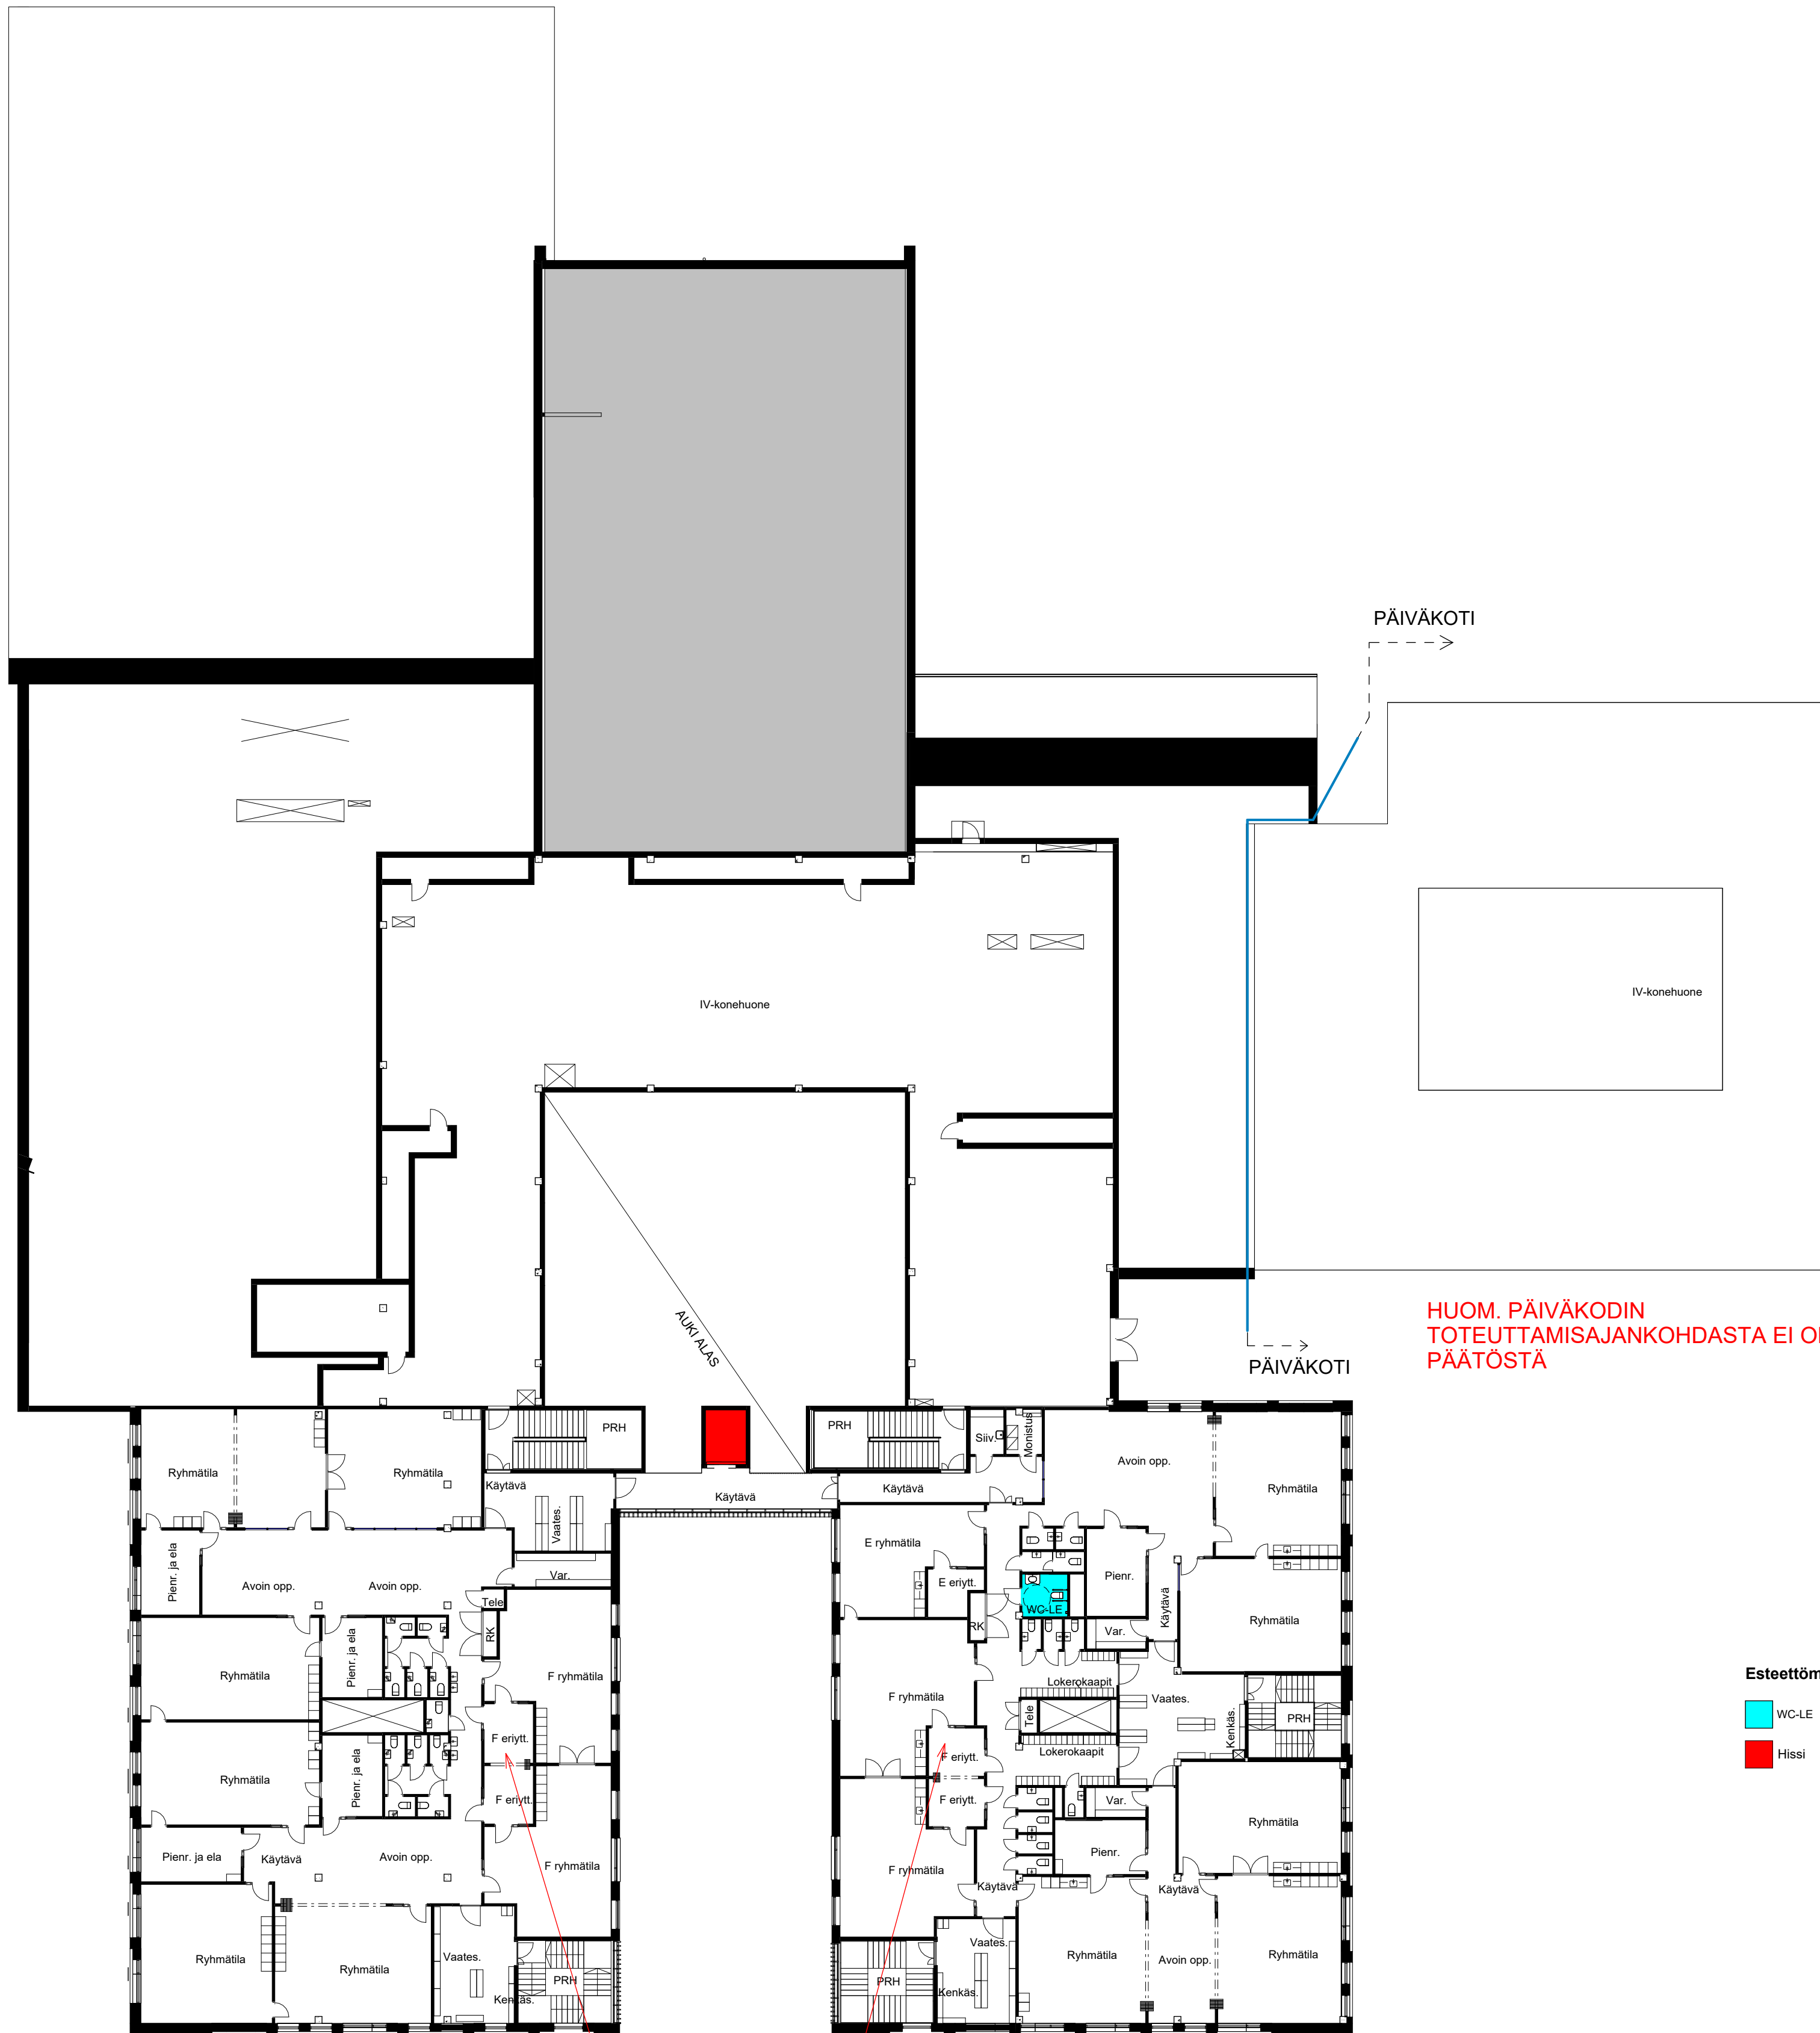 PÄIVÄKOTI
IV-konehuone
IV-konehuone
HUOM. PÄIVÄKODIN
TOTEUTTAMISAJANKOHDASTA EI
PÄÄTÖSTÄ
AUKI ALAS
PÄIVÄKOTI
PRH
PRH
Siiv.
Monistus
Avoin opp.
Ryhmätila
Ryhmätila
Käytävä
Käytävä
Käytävä
Ryhmätila
Vaates.
E ryhmätila
Pienr. ja ela
Avoin opp.
Avoin opp.
Var.
E eriytt.
Pienr.
Käytävä
Tele
WC-LE
RK
RK
Var.
Ryhmätila
Pienr. ja ela
Ryhmätila
F ryhmätila
Lokerokaapit
F ryhmätila
Vaates.
Kenkäs.
PRH
Tele
Esteettöm
WC-LE
Hissi
F eriytt.
F eriytt.
Lokerokaapit
Ryhmätila
Pienr. ja ela
F eriytt.
F eriytt.
Var.
Ryhmätila
Pienr. ja ela
Käytävä
Avoin opp.
F ryhmätila
F ryhmätila
Pienr.
Käytävä
Käytävä
Ryhmätila
Ryhmätila
Vaates.
Kenkäs.
PRH
PRH
Vaates.
Kenkäs.
Ryhmätila
Avoin opp.
Ryhmätila